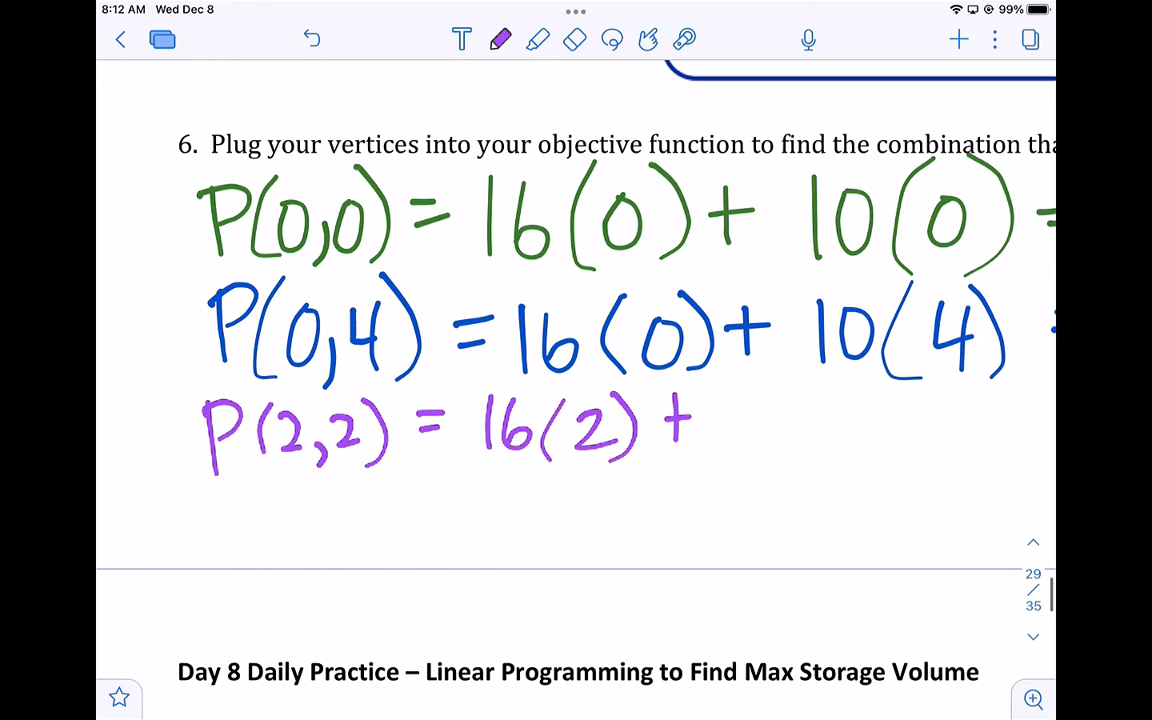 8:12 AM Wed Dec 8
99%
6. Plug your vertices into your objective function to find the combination tha
P(0,0) = 16(0) + 10(0) =
P(0,4) = 16(0) + 10(4) =
P(2,2) = 16(2) +
29
/
35
Day 8 Daily Practice – Linear Programming to Find Max Storage Volume